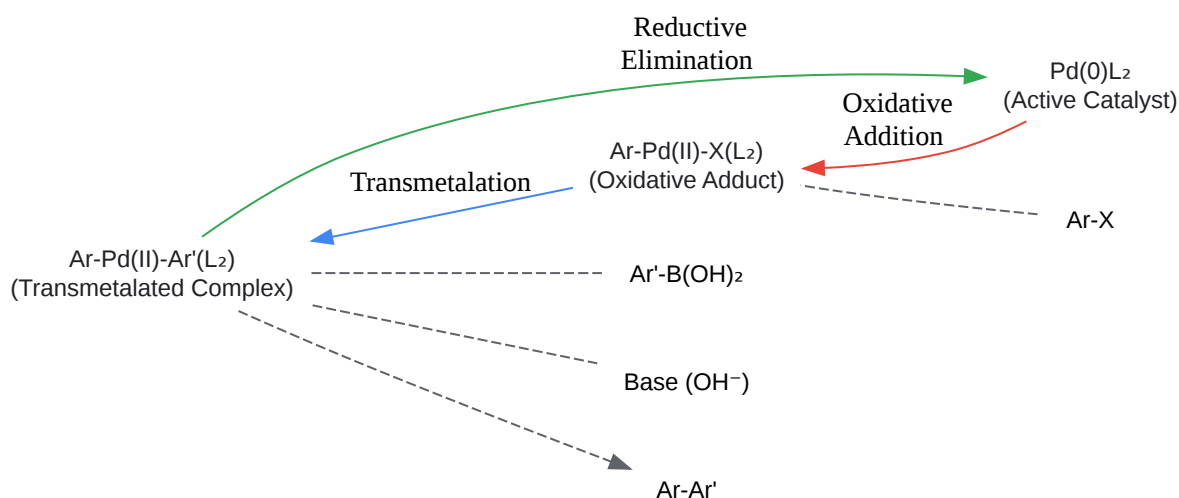 Reductive
Elimination
Pd(0)L₂
(Active Catalyst)
Oxidative
Addition
Ar-Pd(II)-X(L₂)
(Oxidative Adduct)
Transmetalation
Ar-X
Ar-Pd(II)-Ar'(L₂)
(Transmetalated Complex)
Ar'-B(OH)₂
Base (OH⁻)
Ar-Ar'